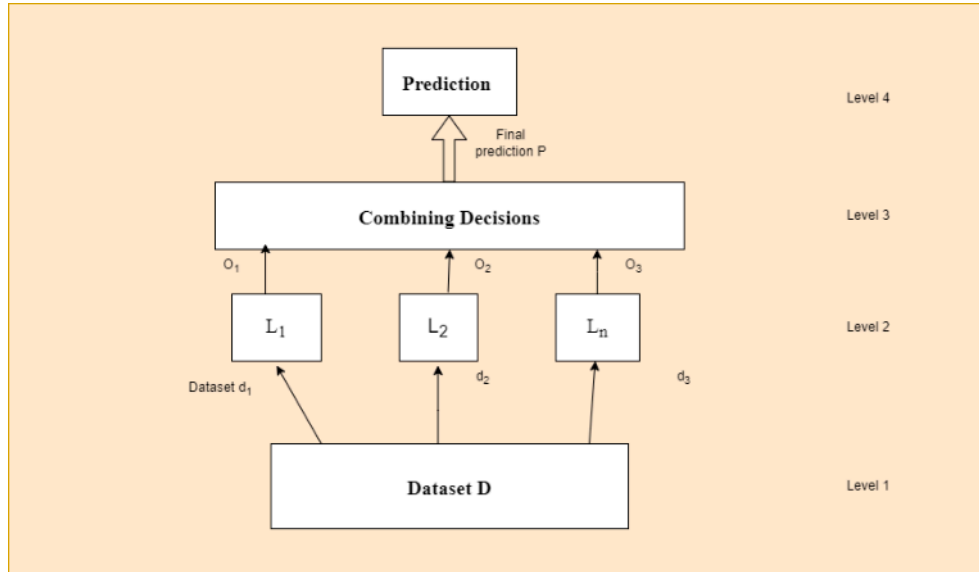 Prediction
Level 4
Final
prediction P
Combining Decisions
Level 3
O₁
O₂
O₃
L₁
L₂
Lₙ
Level 2
Dataset d₁
d₂
d₃
Dataset D
Level 1